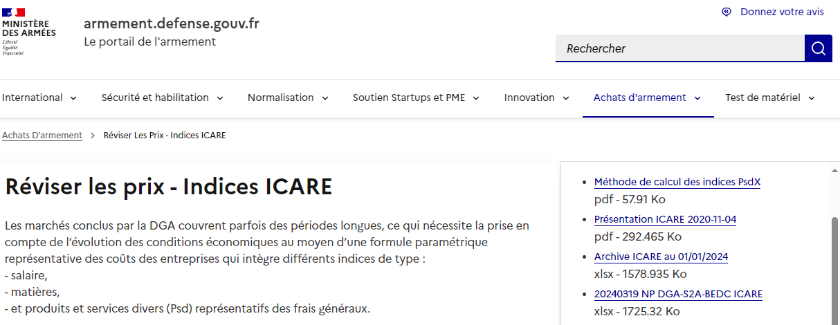 MINISTÈRE
DES ARMÉES
Liberté
Égalité
Fraternité
armement.defense.gouv.fr
Le portail de l'armement
Donnez votre avis
Rechercher
International
Sécurité et habilitation
Normalisation
Soutien Startups et PME
Innovation
Achats d'armement
Test de matériel
Achats D'armement > Réviser Les Prix - Indices ICARE
Réviser les prix - Indices ICARE
Les marchés conclus par la DGA couvrent parfois des périodes longues, ce qui nécessite la prise en
compte de l'évolution des conditions économiques au moyen d'une formule paramétrique
représentative des coûts des entreprises qui intègre différents indices de type :
- salaire,
- matières,
- et produits et services divers (Psd) représentatifs des frais généraux.
• Méthode de calcul des indices PsdX
pdf - 57.91 Ko
• Présentation ICARE 2020-11-04
pdf - 292.465 Ko
• Archive ICARE au 01/01/2024
xlsx - 1578.935 Ko
• 20240319 NP DGA-S2A-BEDC ICARE
xlsx - 1725.32 Ko